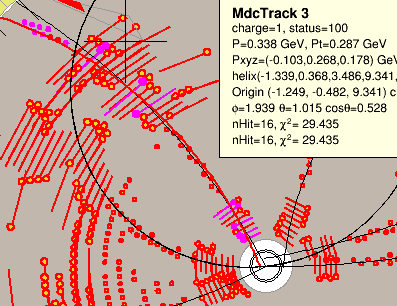 MdcTrack 3
charge=1, status=100
P=0.338 GeV, Pt=0.287 GeV
Pxyz=(-0.103,0.268,0.178) GeV
helix(-1.339,0.368,3.486,9.341,
Origin (-1.249, -0.482, 9.341) c
ϕ=1.939 θ=1.015 cosθ=0.528
nHit=16, χ²= 29.435
nHit=16, χ²= 29.435